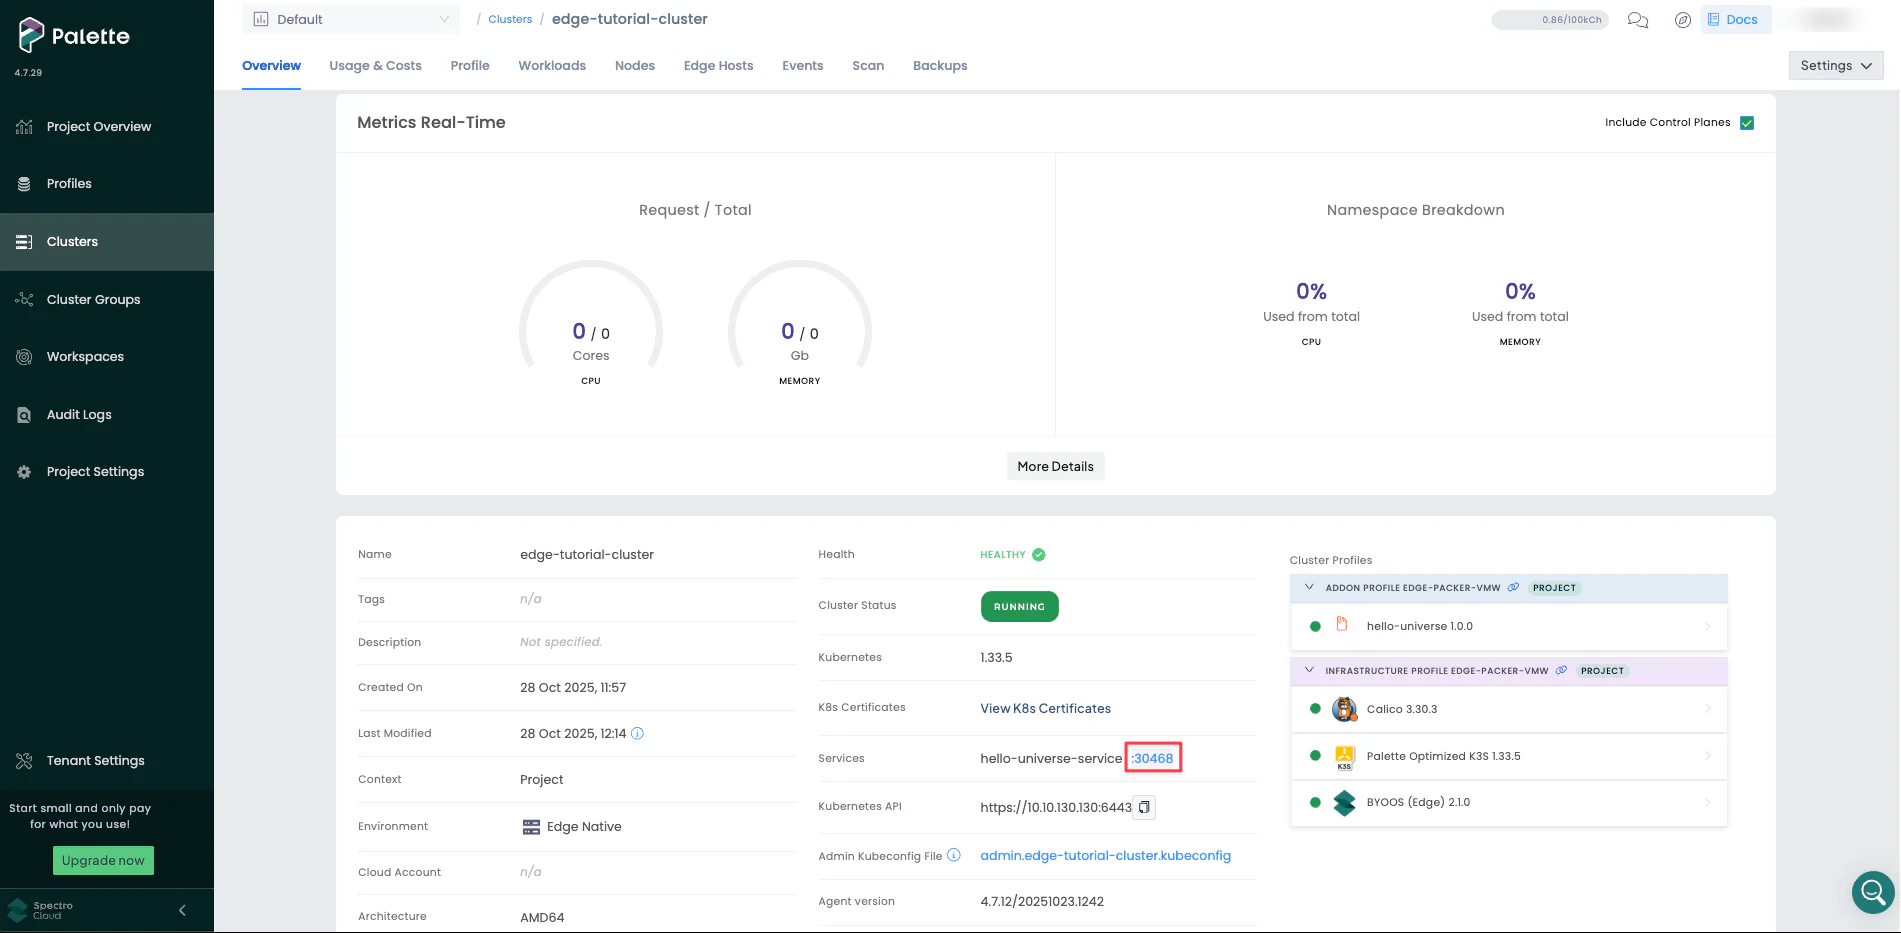 Palette
4.7.29
Project Overview
Profiles
Clusters
Cluster Groups
Workspaces
Audit Logs
Project Settings
Tenant Settings
Start small and only pay
for what you use!
Upgrade now
Spectro
Cloud
Default
/ Clusters / edge-tutorial-cluster
0.86/100kCh
Docs
Overview Usage & Costs Profile Workloads Nodes Edge Hosts Events Scan Backups
Settings
Metrics Real-Time
Include Control Planes
Request / Total
0 / 0
Cores
CPU
0 / 0
Gb
MEMORY
Namespace Breakdown
0%
Used from total
CPU
0%
Used from total
MEMORY
More Details
Name edge-tutorial-cluster
Tags n/a
Description Not specified.
Created On 28 Oct 2025, 11:57
Last Modified 28 Oct 2025, 12:14
Context Project
Environment Edge Native
Cloud Account n/a
Architecture AMD64
Health HEALTHY
Cluster Status RUNNING
Kubernetes 1.33.5
K8s Certificates View K8s Certificates
Services hello-universe-service :30468
Kubernetes API https://10.10.130.130:6443
Admin Kubeconfig File admin.edge-tutorial-cluster.kubeconfig
Agent version 4.7.12/20251023.1242
Cluster Profiles
ADDON PROFILE EDGE-PACKER-VMW PROJECT
hello-universe 1.0.0
INFRASTRUCTURE PROFILE EDGE-PACKER-VMW PROJECT
Calico 3.30.3
K3S
Palette Optimized K3S 1.33.5
BYOOS (Edge) 2.1.0